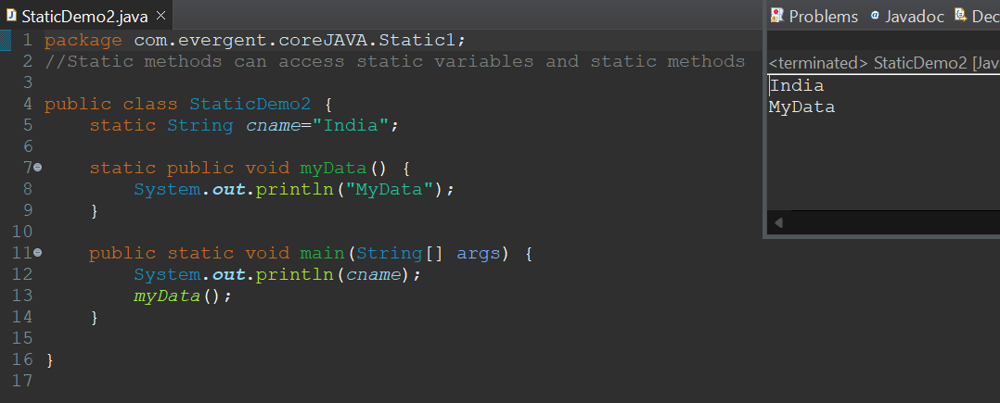 StaticDemo2.java
1 package com.evergent.coreJAVA.Static1;
2 //Static methods can access static variables and static methods
3
4 public class StaticDemo2 {
5     static String cname="India";
6
7     static public void myData() {
8         System.out.println("MyData");
9     }
10
11     public static void main(String[] args) {
12         System.out.println(cname);
13         myData();
14     }
15
16 }
17
Problems @ Javadoc Dec
<terminated> StaticDemo2 [Jav
India
MyData